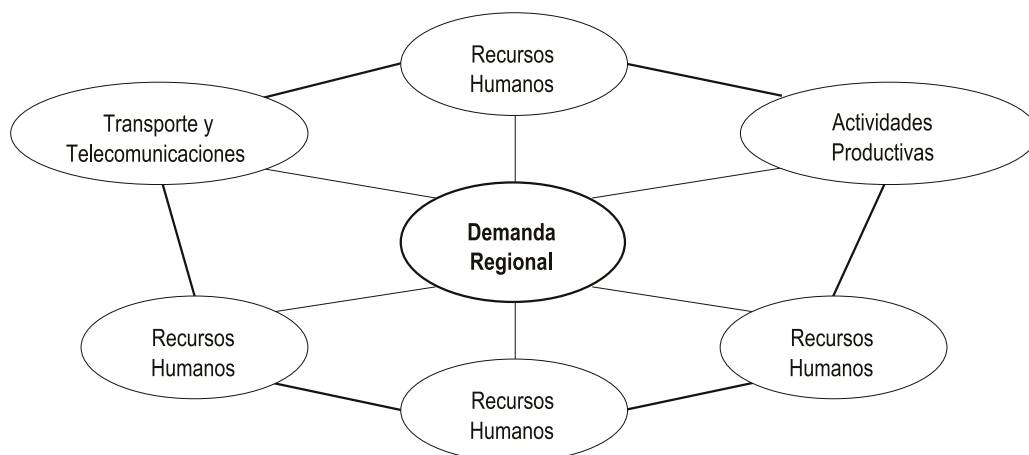 Recursos
Humanos
Transporte y
Telecomunicaciones
Actividades
Productivas
Demanda
Regional
Recursos
Humanos
Recursos
Humanos
Recursos
Humanos